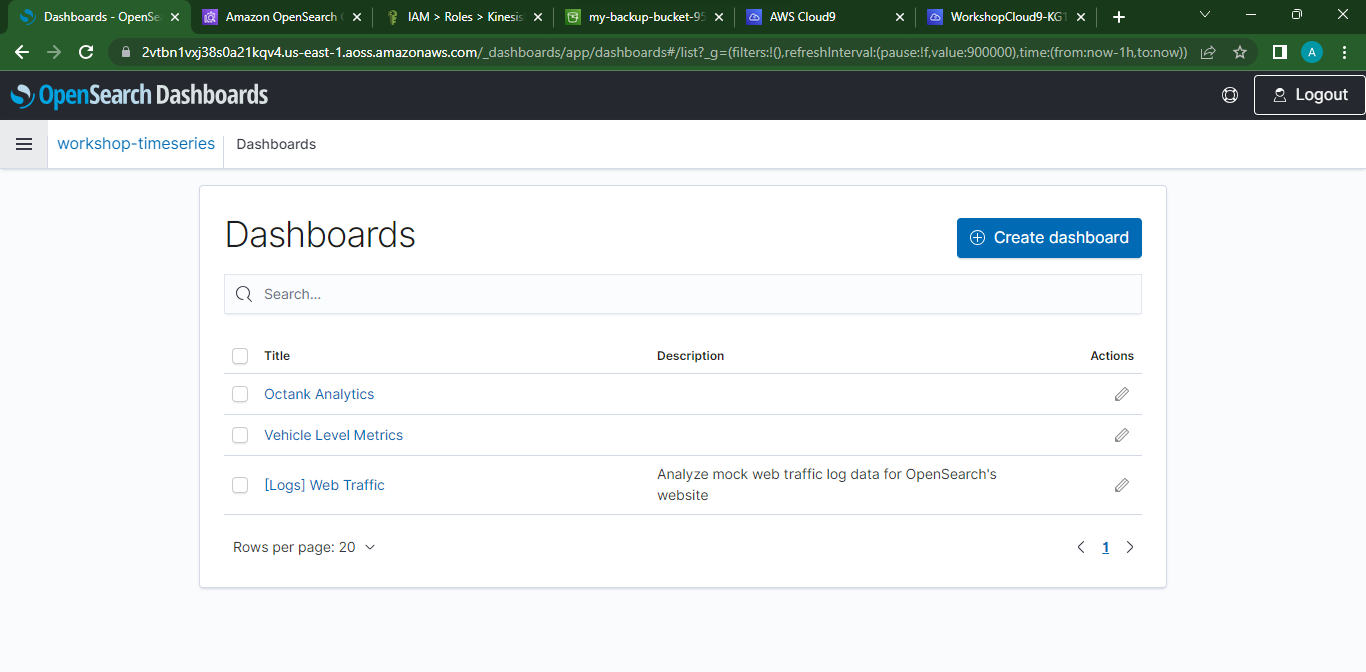 Dashboards - OpenSe
Amazon OpenSearch
IAM > Roles > Kinesis
my-backup-bucket-95
AWS Cloud9
WorkshopCloud9-KG1
2vtbn1vxj38s0a21kqv4.us-east-1.aoss.amazonaws.com/_dashboards/app/dashboards#/list?_g=(filters:!(),refreshInterval:(pause:!f,value:900000),time:(from:now-1h,to:now))
A
OpenSearch Dashboards
Logout
workshop-timeseries
Dashboards
Dashboards
Create dashboard
Search...
Title Description Actions
Octank Analytics
Vehicle Level Metrics
[Logs] Web Traffic
Analyze mock web traffic log data for OpenSearch's
website
Rows per page: 20
1